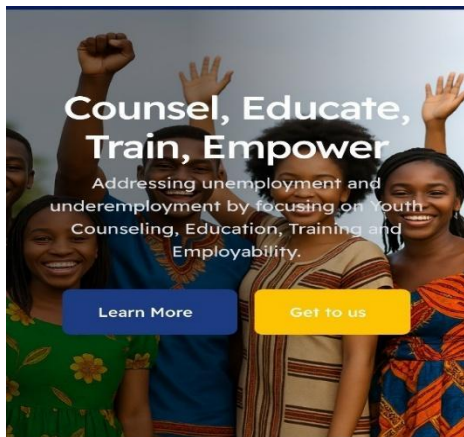 Counsel, Educate,
Train, Empower
Addressing unemployment and
underemployment by focusing on Youth
Counseling, Education, Training and
Employability.
Learn More
Get to us